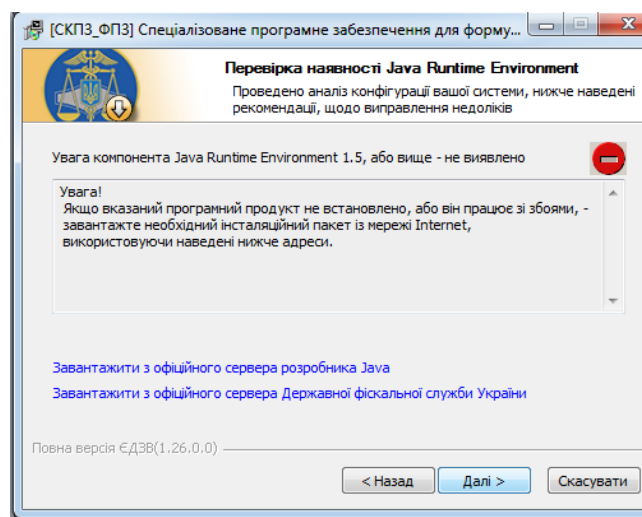 [СКПЗ_ФПЗ] Спеціалізоване програмне забезпечення для форму...
Перевірка наявності Java Runtime Environment
Проведено аналіз конфігурації вашої системи, нижче наведені
рекомендації, щодо виправлення недоліків
Увага компонента Java Runtime Environment 1.5, або вище - не виявлено
Увага!
Якщо вказаний програмний продукт не встановлено, або він працює зі збоями, -
завантажте необхідний інсталяційний пакет із мережі Internet,
використовуючи наведені нижче адреси.
Завантажити з офіційного сервера розробника Java
Завантажити з офіційного сервера Державної фіскальної служби України
Повна версія ЄДЗВ(1.26.0.0)
< Назад
Далі >
Скасувати